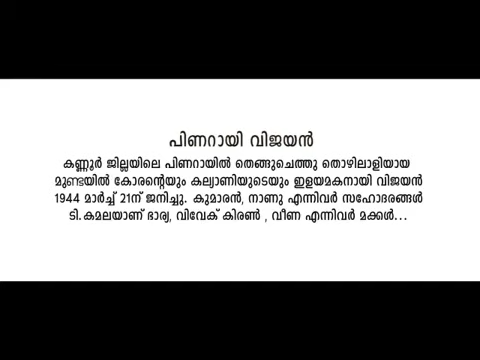 പിണറായി വിജയൻ
കണ്ണൂർ ജില്ലയിലെ പിണറായിൽ തെങ്ങുചെത്തു തൊഴിലാളിയായ
മുണ്ടയിൽ കോരന്റെയും കല്യാണിയുടെയും ഇളയമകനായി വിജയൻ
1944 മാർച്ച് 21ന് ജനിച്ചു. കുമാരൻ, നാണു എന്നിവർ സഹോദരങ്ങൾ
ടി.കമലയാണ് ഭാര്യ, വിവേക് കിരൺ , വീണ എന്നിവർ മക്കൾ...